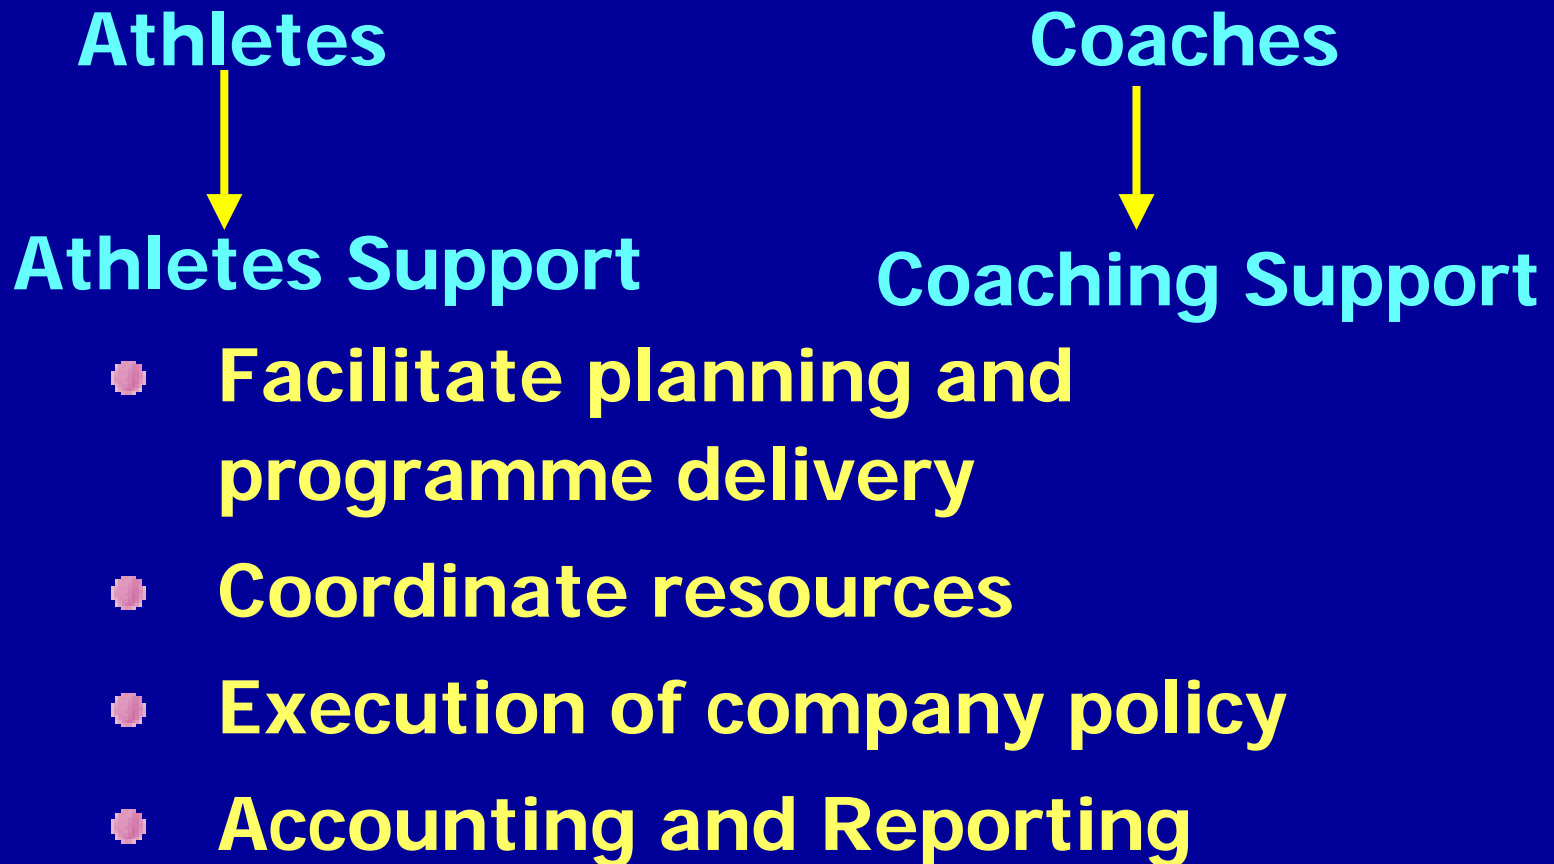 Athletes
Coaches
Athletes Support
Coaching Support
Facilitate planning and
programme delivery
Coordinate resources
Execution of company policy
Accounting and Reporting